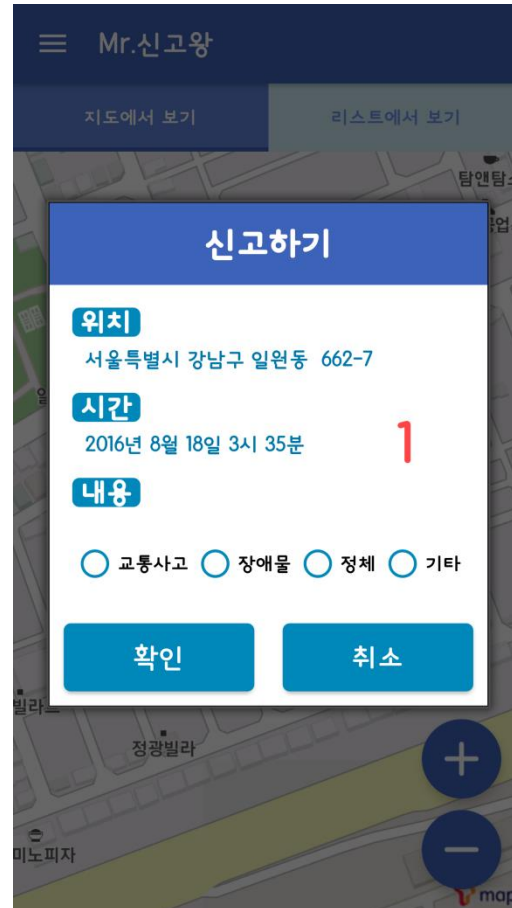 Mr.신고왕
지도에서 보기 리스트에서 보기
탐앤탐스
신고하기
위치
서울특별시 강남구 일원동 662-7
시간
2016년 8월 18일 3시 35분
1
내용
교통사고 장애물 정체 기타
확인 취소
빌라
정광빌라
+
미노피자
−
map